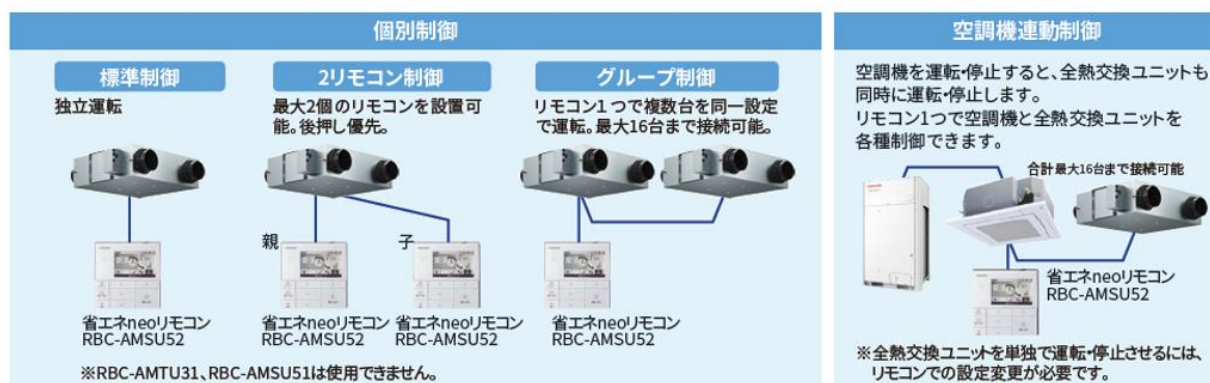 個別制御
標準制御
独立運転
省エネneoリモコン
RBC-AMSU52
2リモコン制御
最大2個のリモコンを設置可
能。後押し優先。
親
子
省エネneoリモコン
RBC-AMSU52
省エネneoリモコン
RBC-AMSU52
グループ制御
リモコン1つで複数台を同一設定
で運転。最大16台まで接続可能。
省エネneoリモコン
RBC-AMSU52
※RBC-AMTU31、RBC-AMSU51は使用できません。
空調機連動制御
空調機を運転・停止すると、全熱交換ユニットも
同時に運転・停止します。
リモコン1つで空調機と全熱交換ユニットを
各種制御できます。
合計最大16台まで接続可能
省エネneoリモコン
RBC-AMSU52
※全熱交換ユニットを単独で運転・停止させるには、
リモコンでの設定変更が必要です。